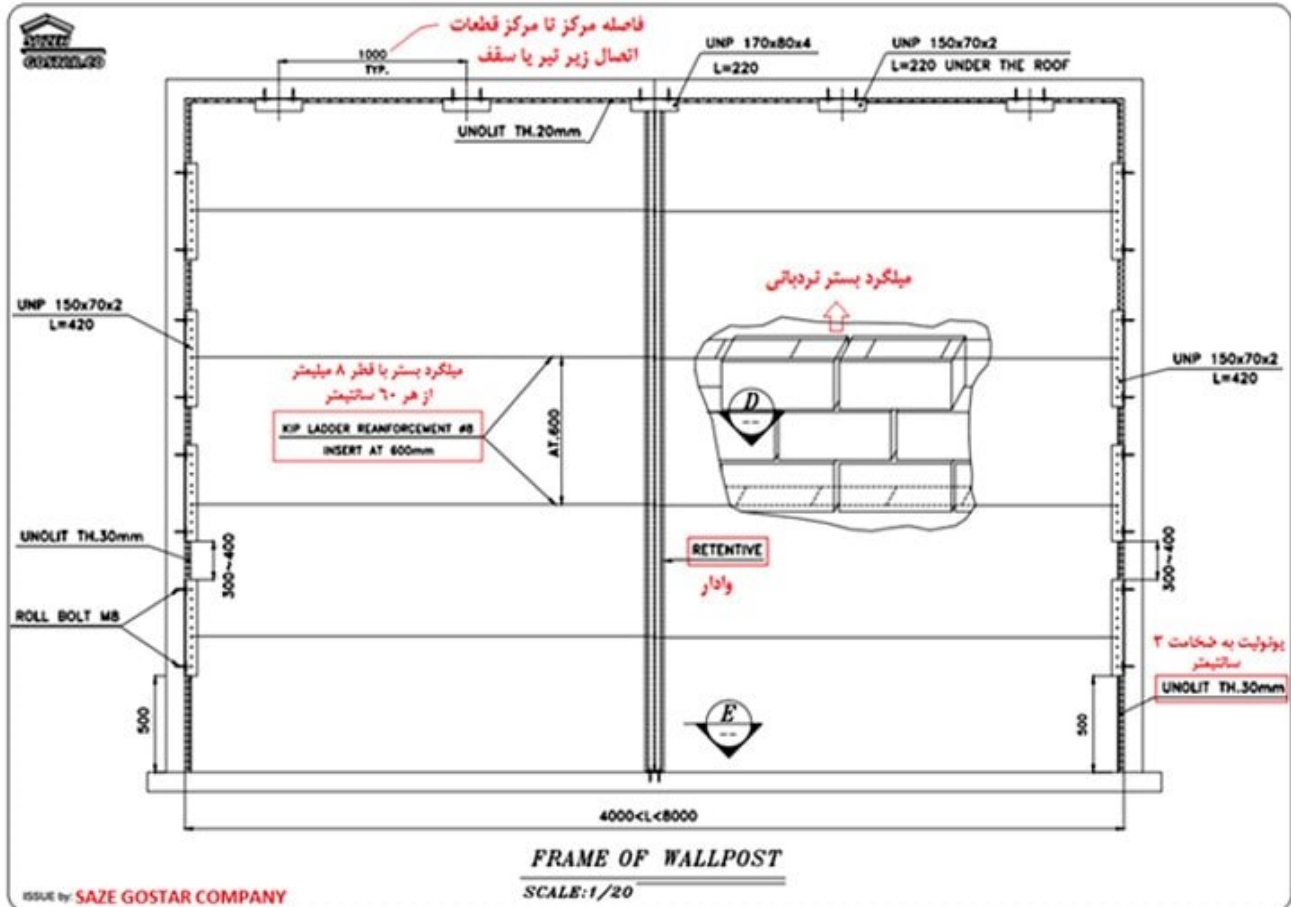 SAZEH
GOSTAR.CO
فاصله مرکز تا مرکز قطعات
اتصال زیر تیر یا سقف
1000
TYP.
UNP 170x80x4
L=220
UNP 150x70x2
L=220 UNDER THE ROOF
UNOLIT TH.20mm
میلگرد بستر نردبانی
UNP 150x70x2
L=420
UNP 150x70x2
L=420
میلگرد بستر با قطر ۸ میلیمتر
از هر ٦۰ سانتیمتر
KIP LADDER REANFORCEMENT #8
INSERT AT 600mm
AT.600
D
--
UNOLIT TH.30mm
300~400
RETENTIVE
وادار
300~400
ROLL BOLT M8
یونولیت به ضخامت ۳
سانتیمتر
UNOLIT TH.30mm
500
E
--
500
4000<L<8000
FRAME OF WALLPOST
SCALE:1/20
ISSUE by: SAZE GOSTAR COMPANY